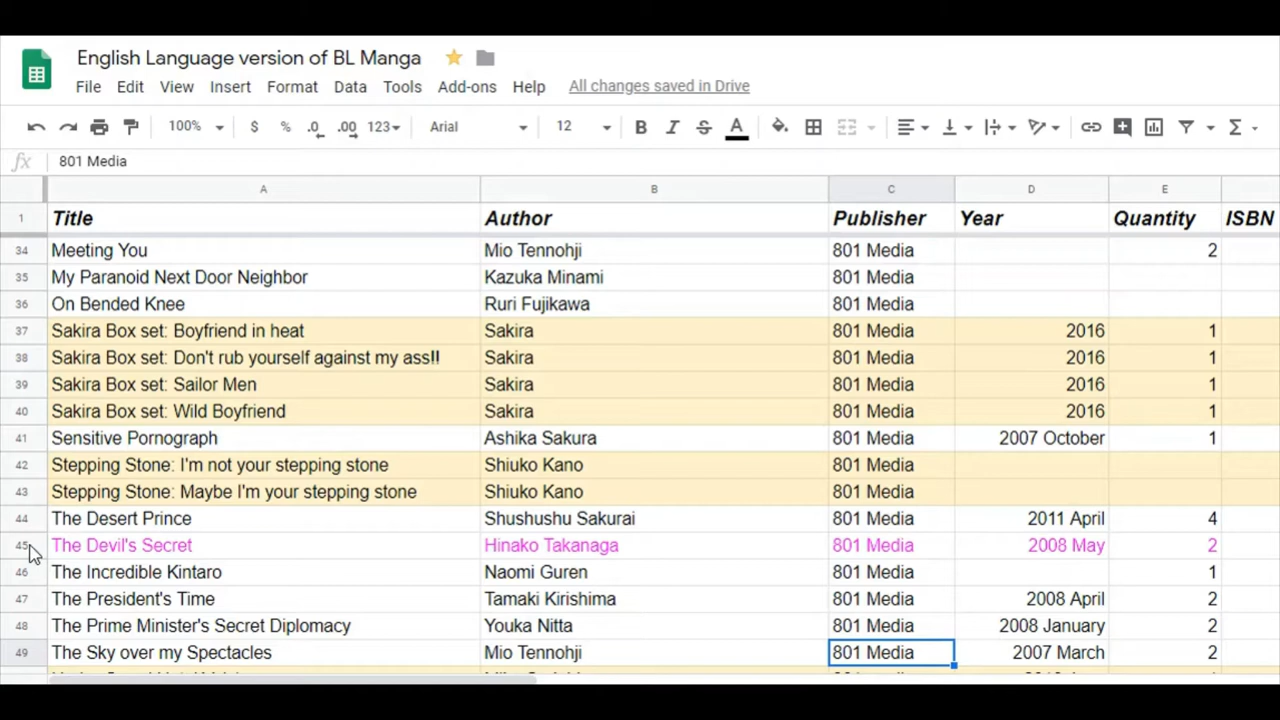 English Language version of BL Manga
File Edit View Insert Format Data Tools Add-ons Help All changes saved in Drive
100% $ % .0 .00 123 Arial 12 B I S A Σ
fx 801 Media
A B C D E
1 Title Author Publisher Year Quantity ISBN
34 Meeting You Mio Tennohji 801 Media 2
35 My Paranoid Next Door Neighbor Kazuka Minami 801 Media
36 On Bended Knee Ruri Fujikawa 801 Media
37 Sakira Box set: Boyfriend in heat Sakira 801 Media 2016 1
38 Sakira Box set: Don't rub yourself against my ass!! Sakira 801 Media 2016 1
39 Sakira Box set: Sailor Men Sakira 801 Media 2016 1
40 Sakira Box set: Wild Boyfriend Sakira 801 Media 2016 1
41 Sensitive Pornograph Ashika Sakura 801 Media 2007 October 1
42 Stepping Stone: I'm not your stepping stone Shiuko Kano 801 Media
43 Stepping Stone: Maybe I'm your stepping stone Shiuko Kano 801 Media
44 The Desert Prince Shushushu Sakurai 801 Media 2011 April 4
45 The Devil's Secret Hinako Takanaga 801 Media 2008 May 2
46 The Incredible Kintaro Naomi Guren 801 Media 1
47 The President's Time Tamaki Kirishima 801 Media 2008 April 2
48 The Prime Minister's Secret Diplomacy Youka Nitta 801 Media 2008 January 2
49 The Sky over my Spectacles Mio Tennohji 801 Media 2007 March 2